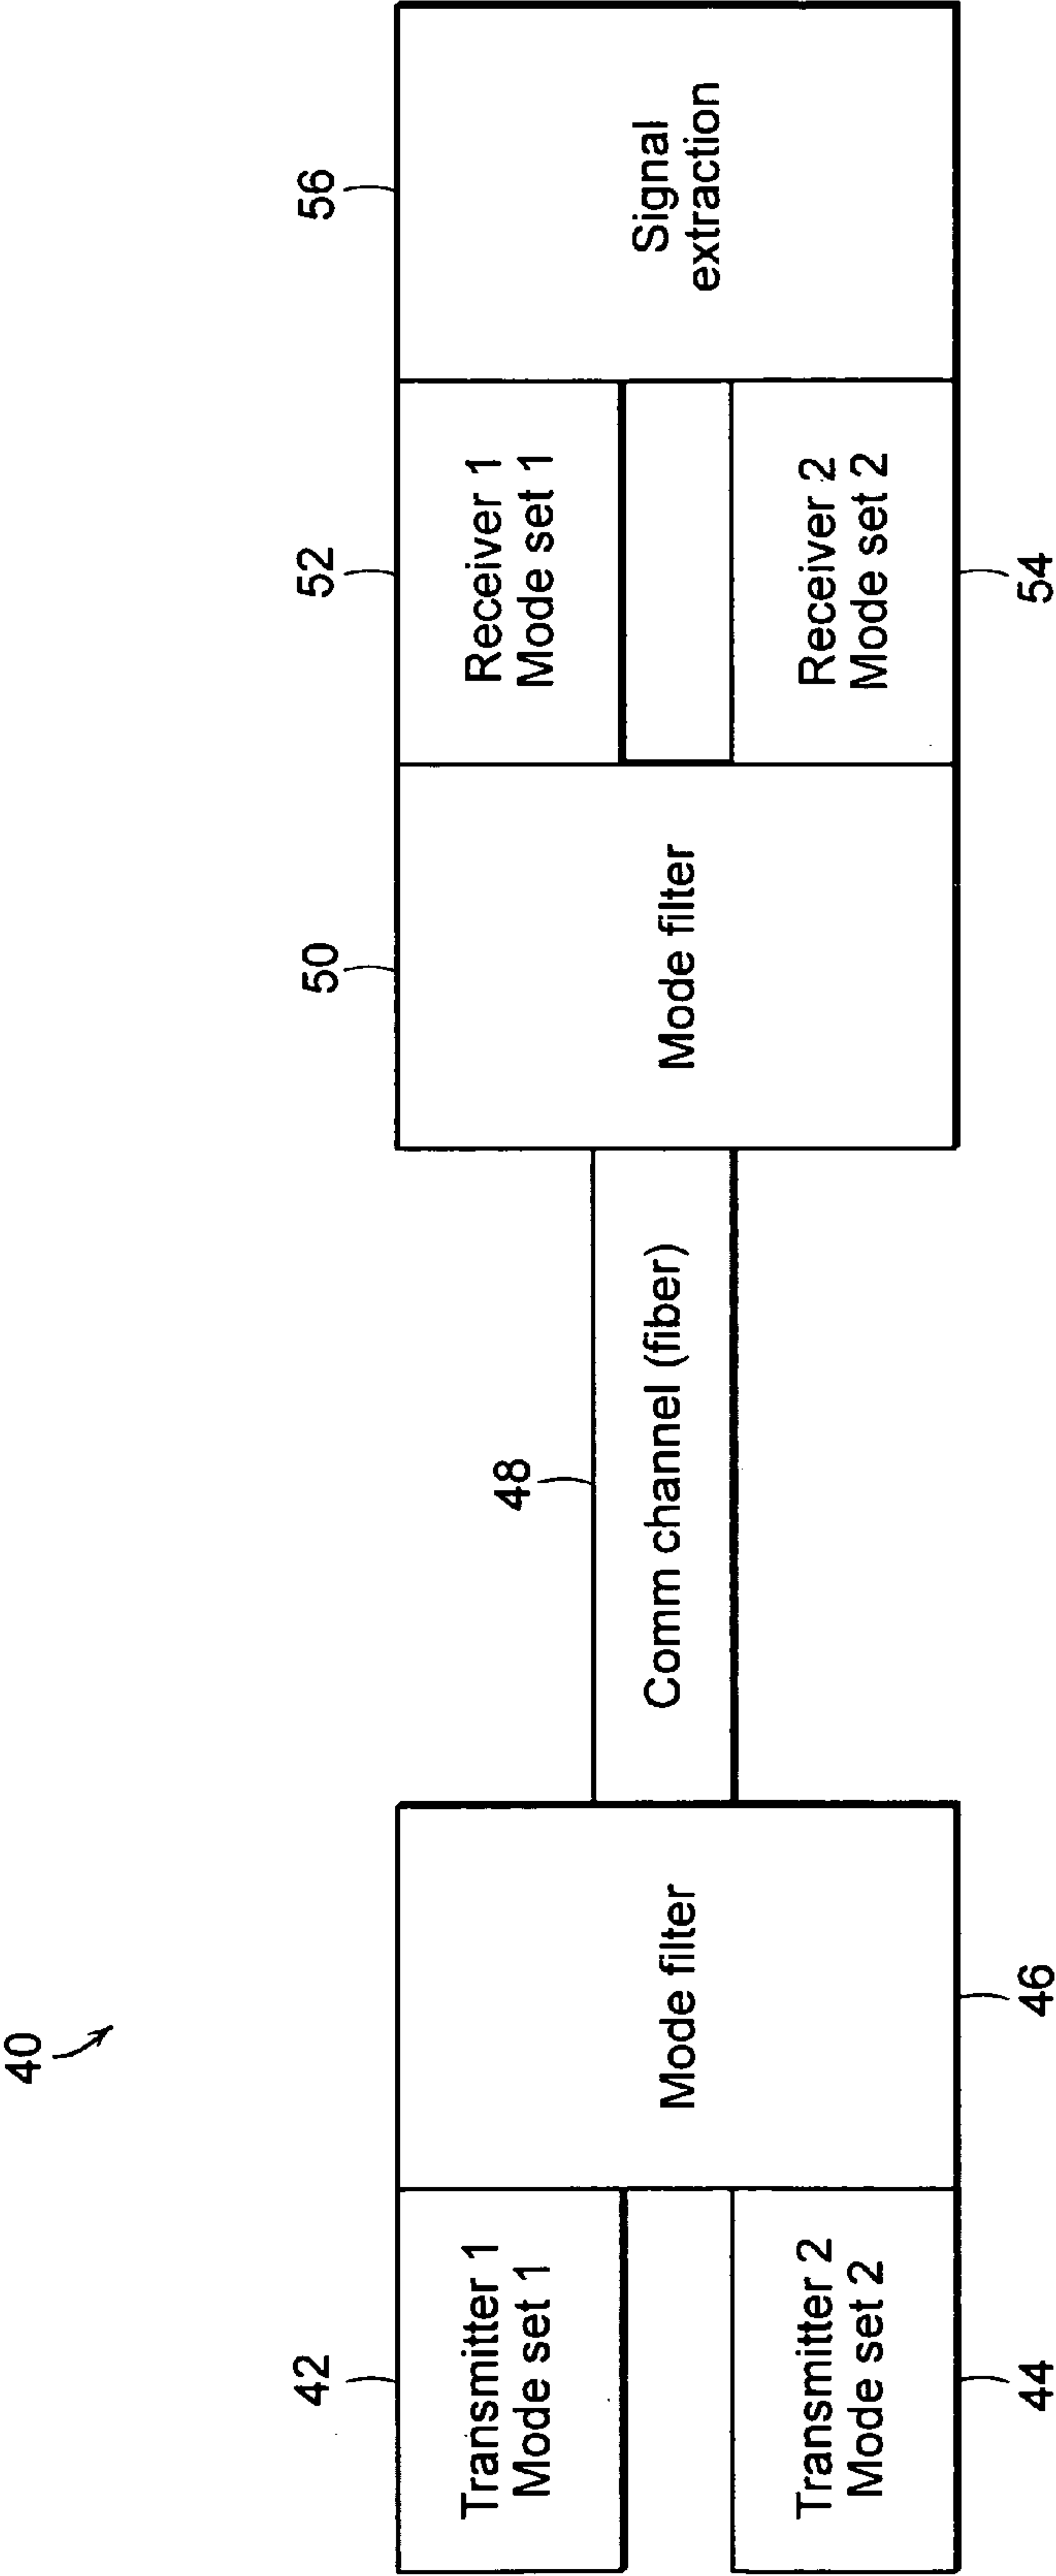 40
42
Transmitter 1
Mode set 1
Transmitter 2
Mode set 2
44
Mode filter
46
48
Comm channel (fiber)
50
Mode filter
52
Receiver 1
Mode set 1
Receiver 2
Mode set 2
54
56
Signal
extraction